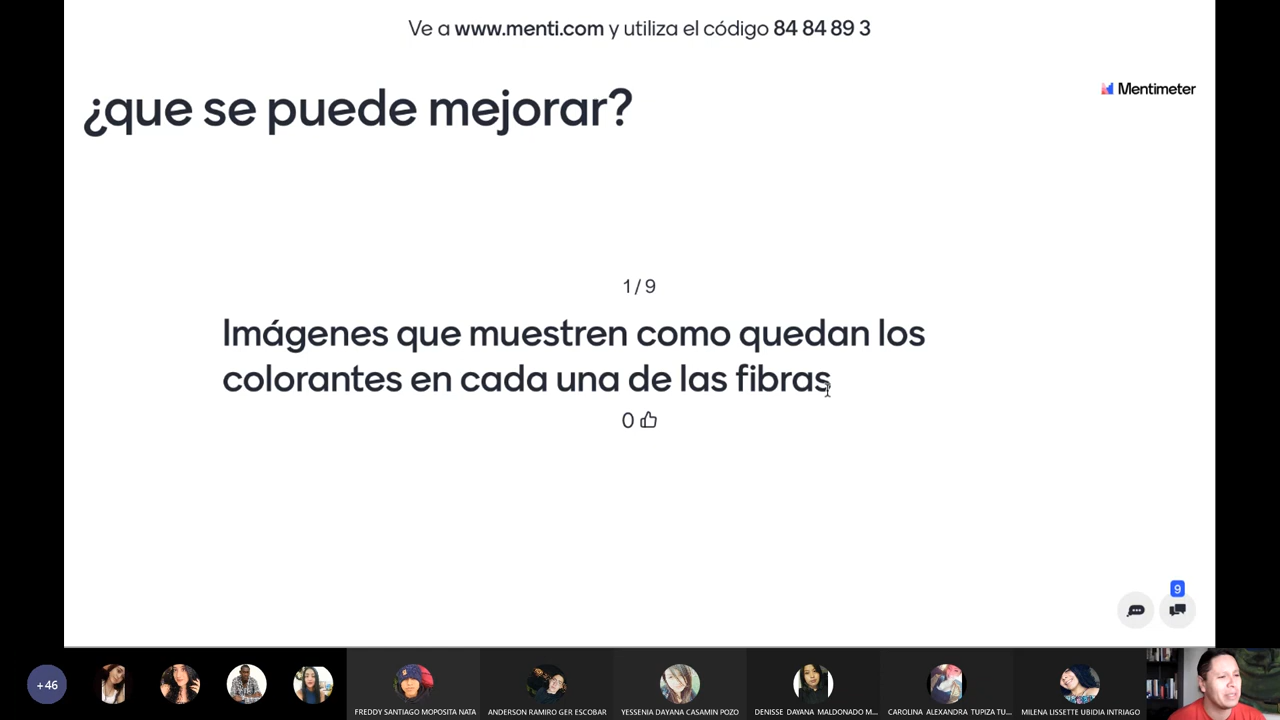 Ve a www.menti.com y utiliza el código 84 84 89 3
¿que se puede mejorar?
Mentimeter
1 / 9
Imágenes que muestren como quedan los
colorantes en cada una de las fibras
0
9
+46
FREDDY SANTIAGO MOPOSITA NATA
ANDERSON RAMIRO GER ESCOBAR
YESSENIA DAYANA CASAMIN POZO
DENISSE DAYANA MALDONADO M...
CAROLINA ALEXANDRA TUPIZA TU...
MILENA LISSETTE UBIDIA INTRIAGO